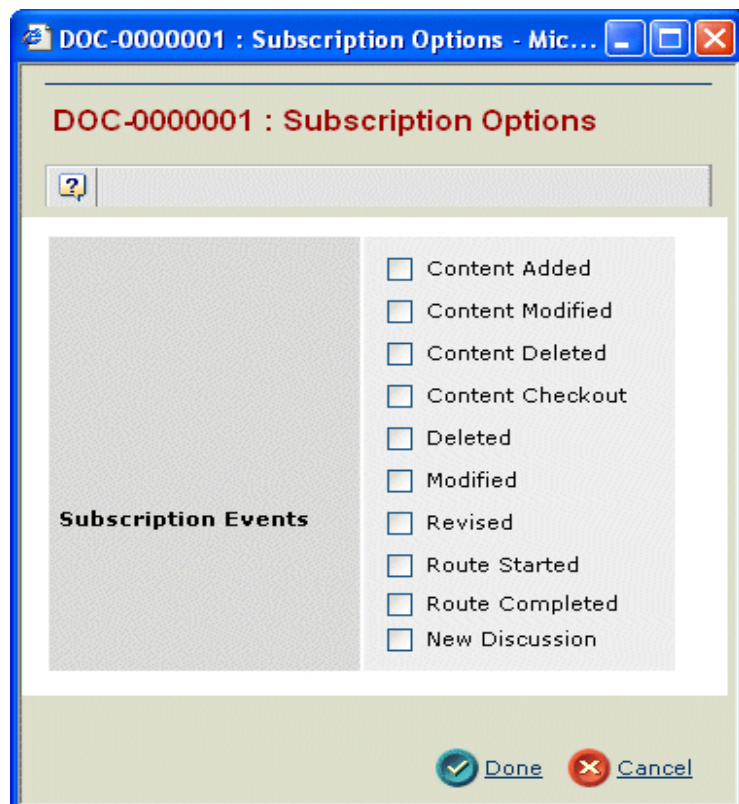 DOC-0000001 : Subscription Options - Mic...
DOC-0000001 : Subscription Options
?
Content Added
Content Modified
Content Deleted
Content Checkout
Deleted
Modified
Subscription Events
Revised
Route Started
Route Completed
New Discussion
Done
Cancel